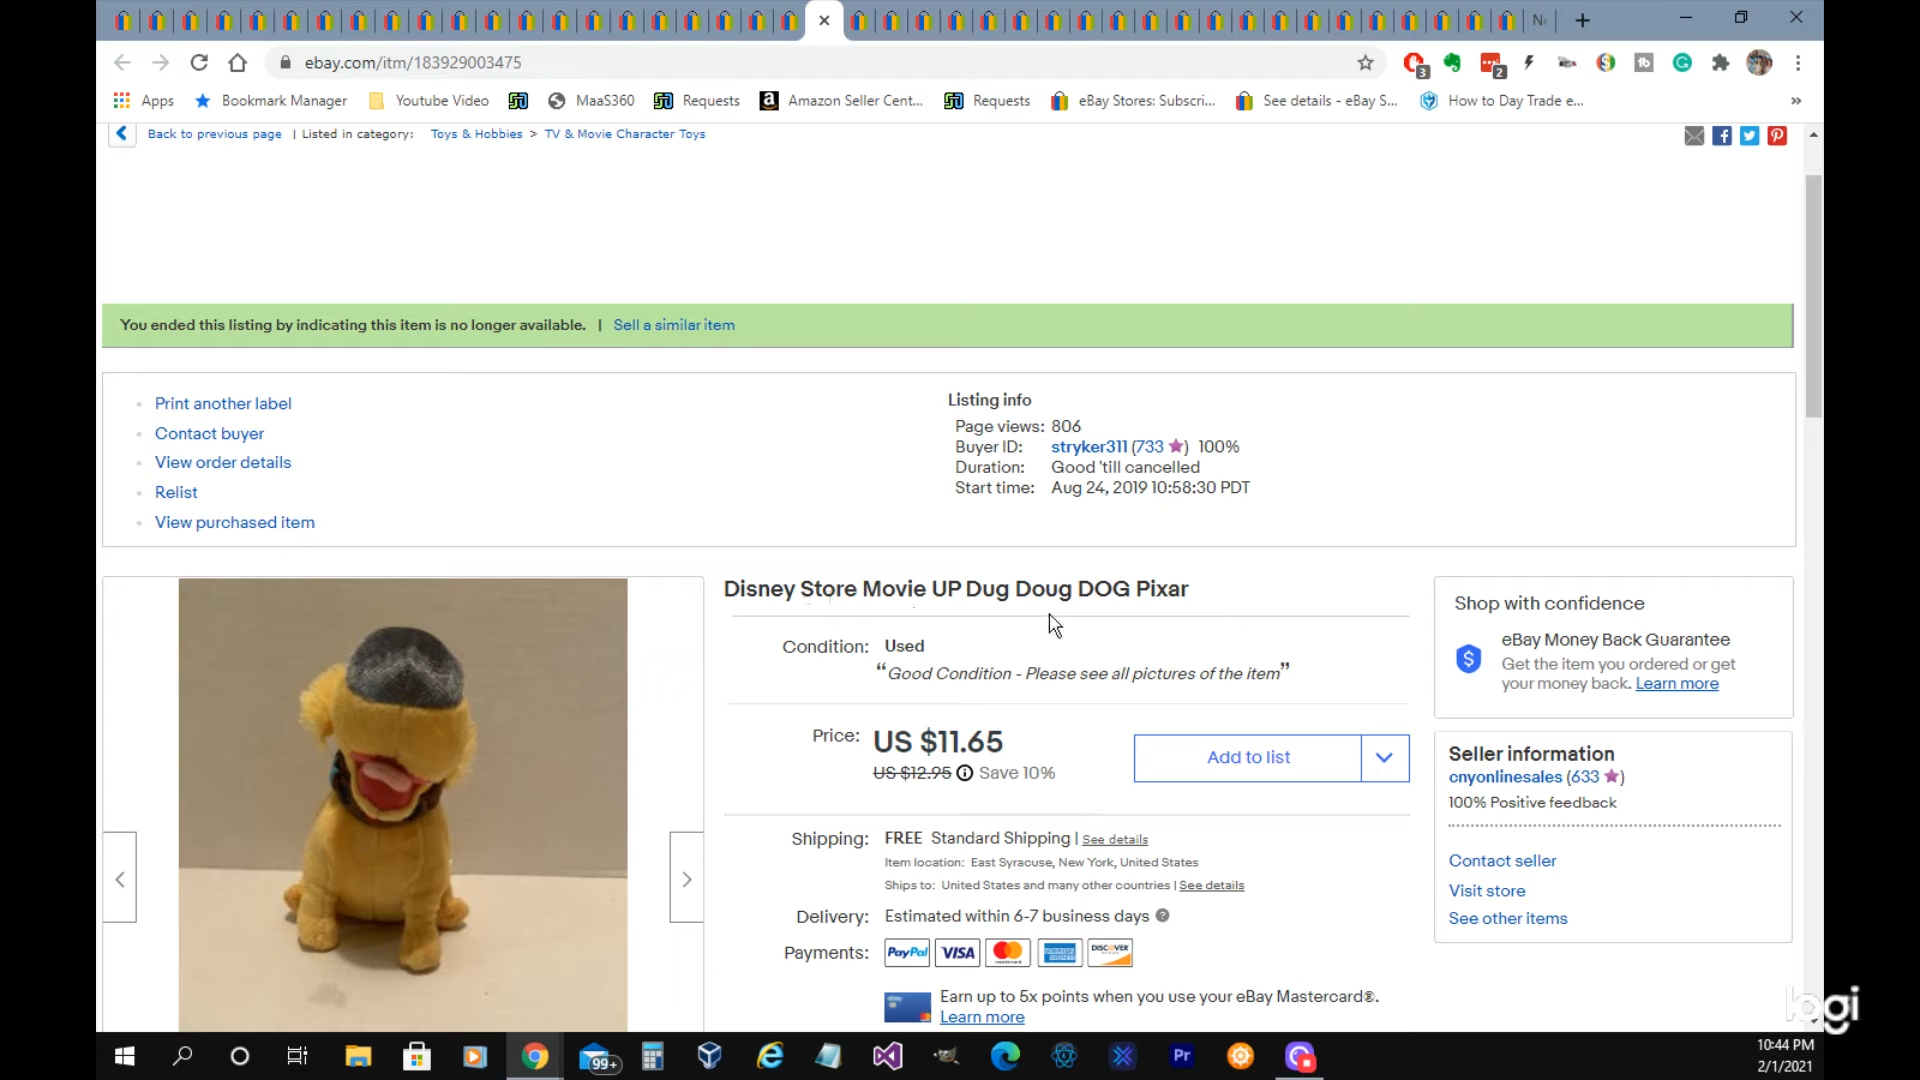 ebay.com/itm/183929003475
3
2
Apps
Bookmark Manager
Youtube Video
MaaS360
Requests
Amazon Seller Cent...
Requests
eBay Stores: Subscri...
See details - eBay S...
How to Day Trade e...
»
Back to previous page | Listed in category: Toys & Hobbies > TV & Movie Character Toys
You ended this listing by indicating this item is no longer available. | Sell a similar item
Print another label
Contact buyer
View order details
Relist
View purchased item
Listing info
Page views: 806
Buyer ID: stryker311 (733 ★) 100%
Duration: Good 'till cancelled
Start time: Aug 24, 2019 10:58:30 PDT
Disney Store Movie UP Dug Doug DOG Pixar
Condition: Used
“Good Condition - Please see all pictures of the item”
Price: US $11.65
US $12.95 Save 10%
Add to list
Shipping: FREE Standard Shipping | See details
Item location: East Syracuse, New York, United States
Ships to: United States and many other countries | See details
Delivery: Estimated within 6-7 business days
Payments: PayPal VISA mastercard DISCOVER
Earn up to 5x points when you use your eBay Mastercard®.
Learn more
Shop with confidence
eBay Money Back Guarantee
Get the item you ordered or get
your money back. Learn more
Seller information
cnyonlinesales (633 ★)
100% Positive feedback
Contact seller
Visit store
See other items
logi
99+
Pr
10:44 PM
2/1/2021